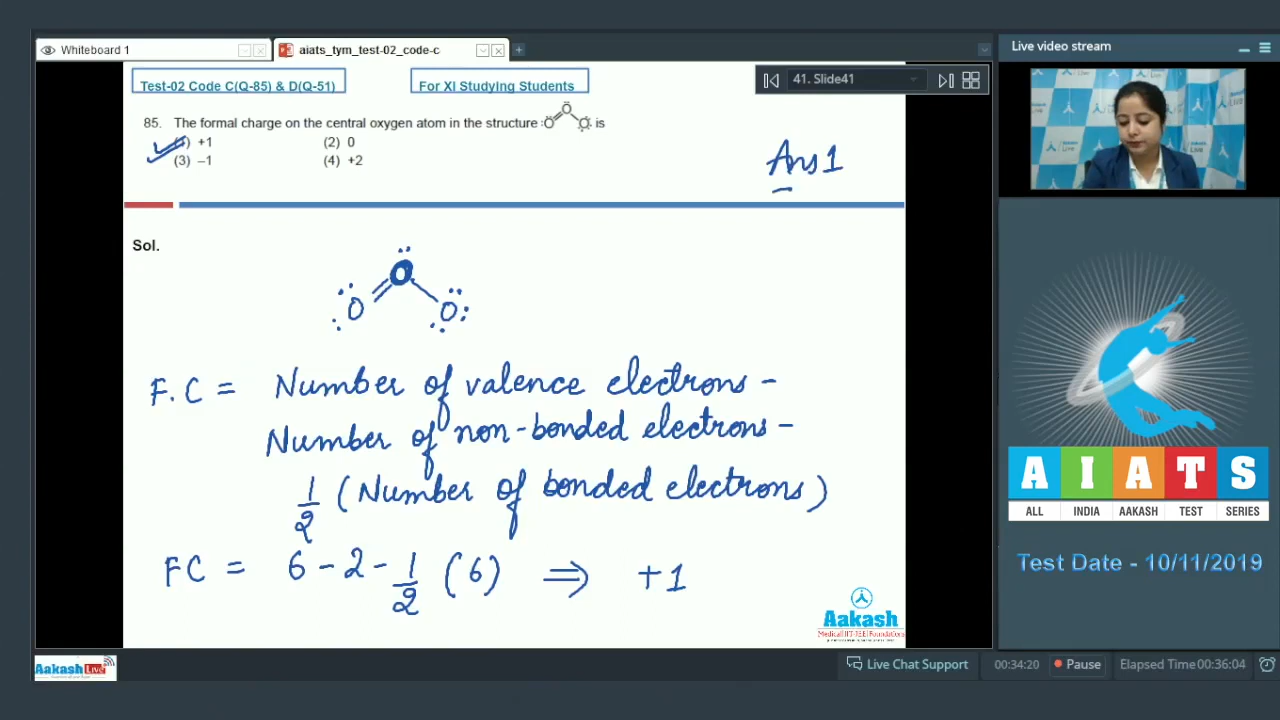 Whiteboard 1
aiats_tym_test-02_code-c
Live video stream
Test-02 Code C(Q-85) & D(Q-51)
For XI Studying Students
41. Slide41
85. The formal charge on the central oxygen atom in the structure :O O O: is
(1) +1 (2) 0
(3) –1 (4) +2
Ans 1
Sol.
O
O O
F.C = Number of valence electrons -
Number of non-bonded electrons -
1/2 (Number of bonded electrons)
FC = 6 - 2 - 1/2 (6) ⇒ +1
A I A T S
ALL INDIA AAKASH TEST SERIES
Test Date - 10/11/2019
Aakash
Medical|IIT-JEE|Foundations
Aakash Live
Live Chat Support
00:34:20
Pause
Elapsed Time 00:36:04